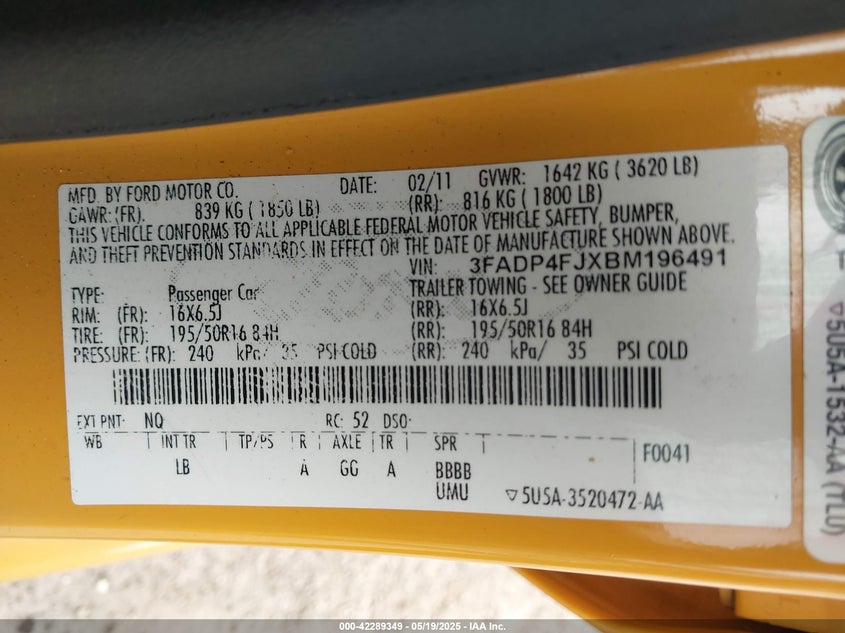 MFD. BY FORD MOTOR CO. DATE: 02/11 GVWR: 1642 KG ( 3620 LB)
GAWR: (FR). 839 KG ( 1850 LB) (RR): 816 KG ( 1800 LB)
THIS VEHICLE CONFORMS TO ALL APPLICABLE FEDERAL MOTOR VEHICLE SAFETY, BUMPER,
AND THEFT PREVENTION STANDARDS IN EFFECT ON THE DATE OF MANUFACTURE SHOWN ABOVE.
VIN: 3FADP4FJXBM196491
TYPE: Passenger Car TRAILER TOWING - SEE OWNER GUIDE
RIM: (FR): 16X6.5J (RR): 16X6.5J
TIRE: (FR): 195/50R16 84H (RR): 195/50R16 84H
PRESSURE: (FR): 240 kPa/ 35 PSI COLD (RR): 240 kPa/ 35 PSI COLD
EXT PNT: NQ RC: 52 DSO:
WB INT TR TP/PS R AXLE TR SPR F0041
LB A GG A BBBB
UMU ▽5U5A-3520472-AA
▽5U5A-1532-AA (TLU)
000-42289349 | 05/19/2025 - IAA Inc.